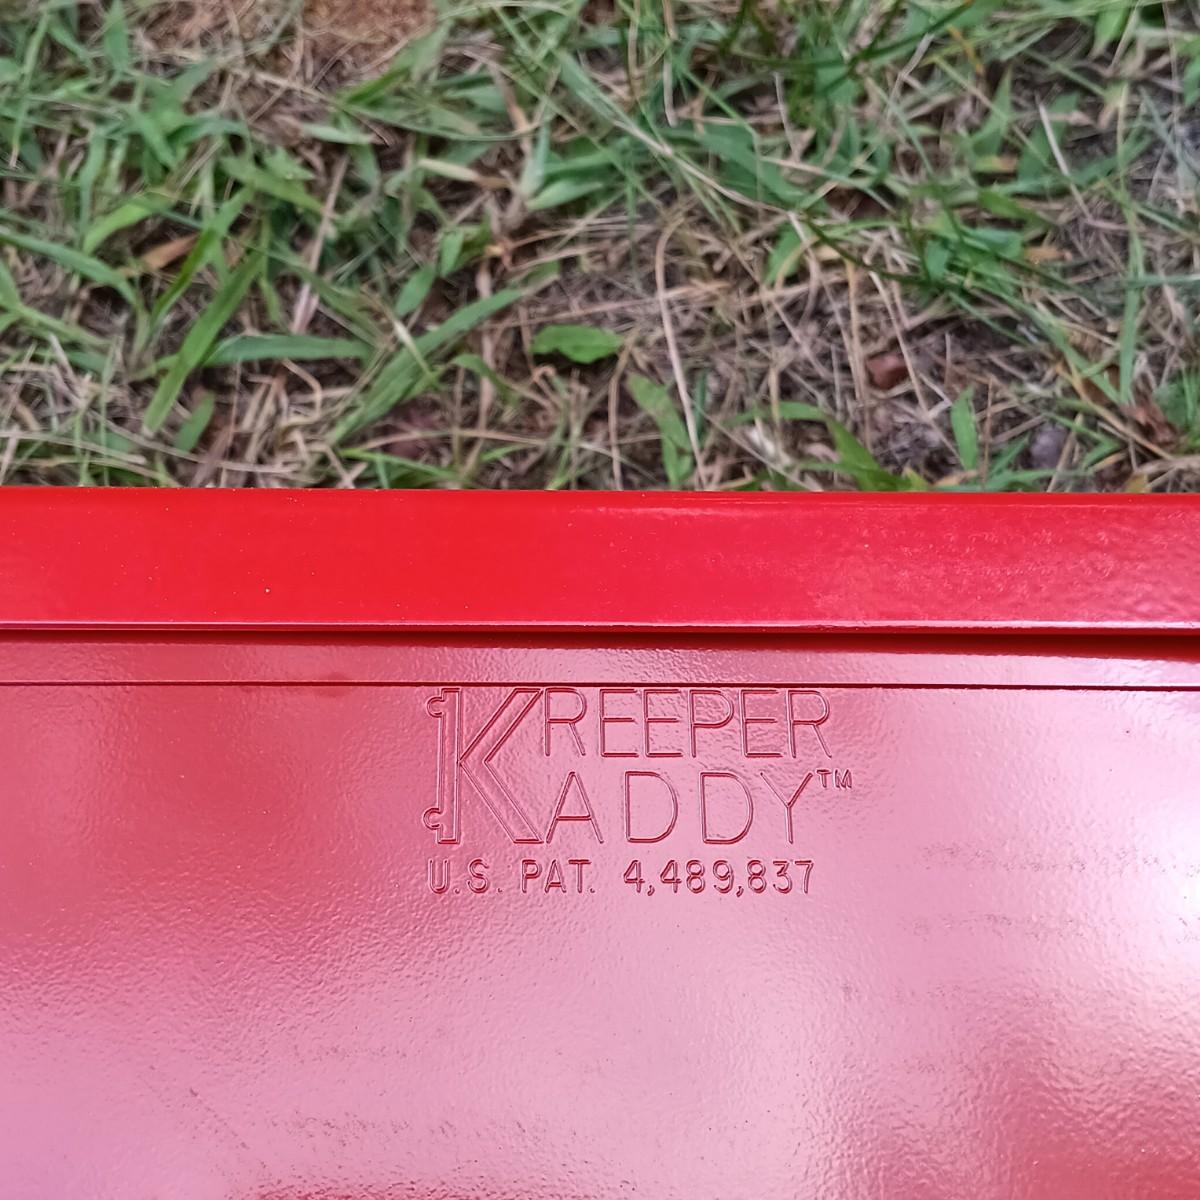 KREEPER
KADDY™
U.S. PAT. 4,489,837